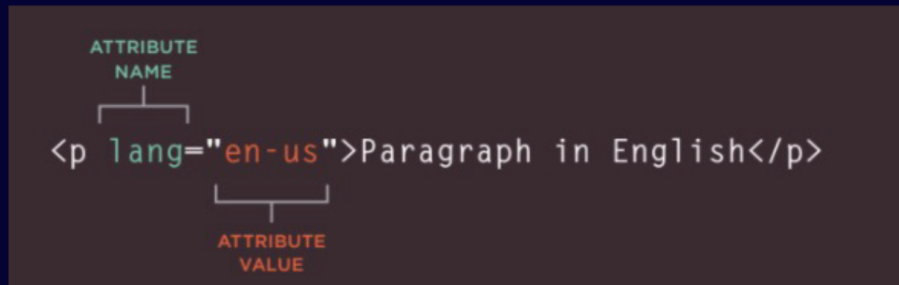 ATTRIBUTE
NAME
<p lang="en-us">Paragraph in English</p>
ATTRIBUTE
VALUE